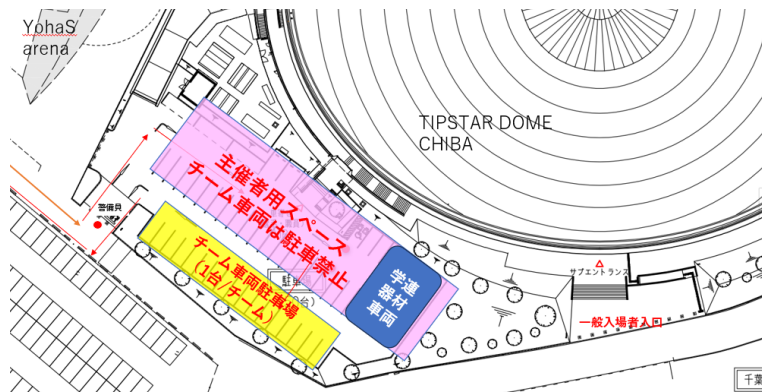 YohaS
arena
TIPSTAR DOME
CHIBA
主催者用スペース
チーム車両は駐車禁止
警備員
チーム車両駐車場
(1台/チーム)
学連
器材
車両
サブエントランス
一般入場者入口
千葉